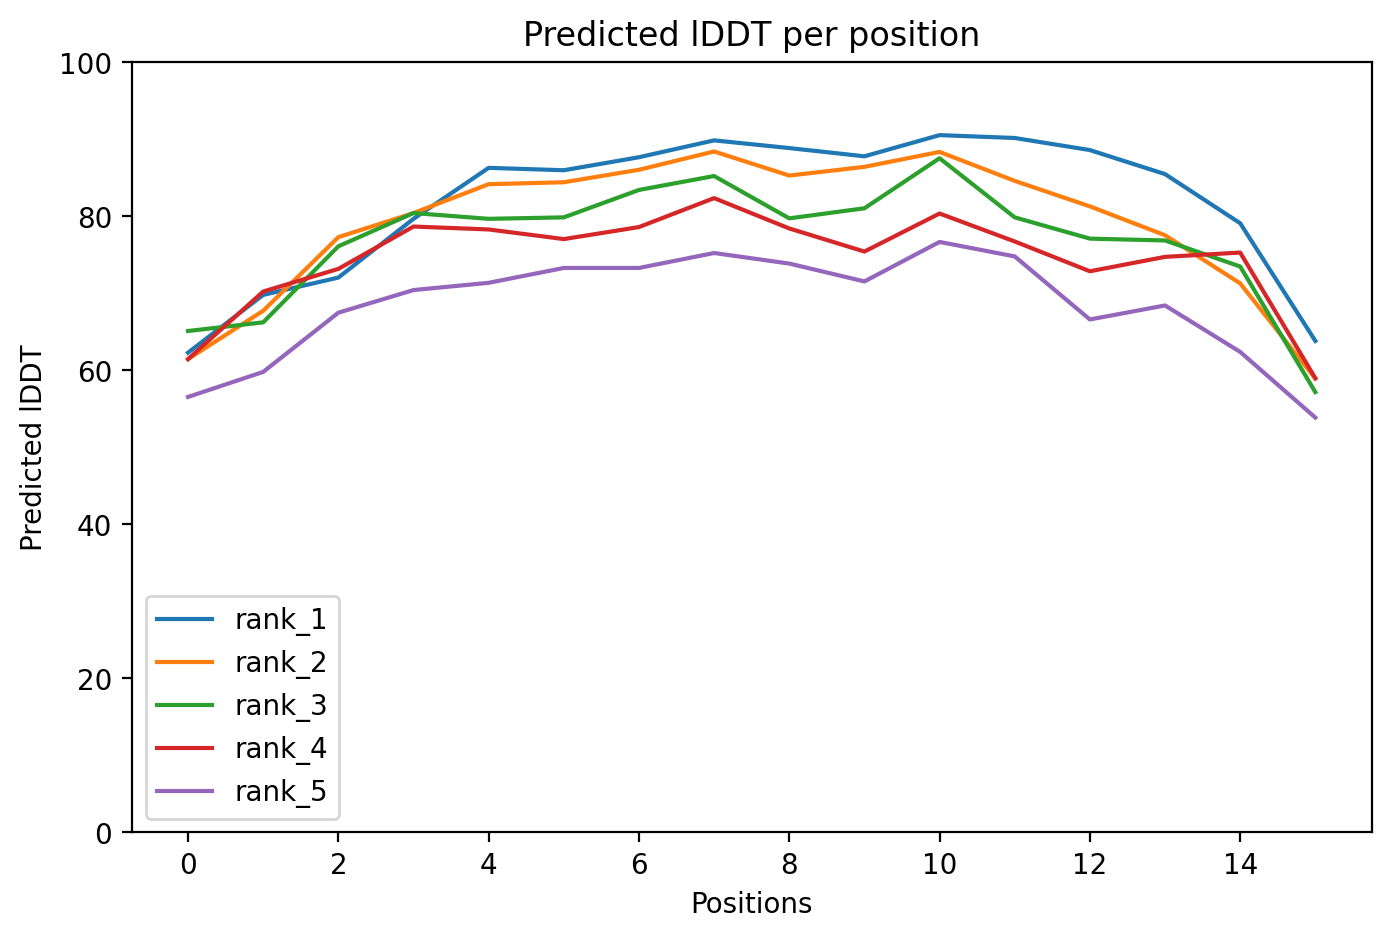 Predicted lDDT per position
100
80
60
40
20
0
Predicted lDDT
rank_1
rank_2
rank_3
rank_4
rank_5
0 2 4 6 8 10 12 14
Positions